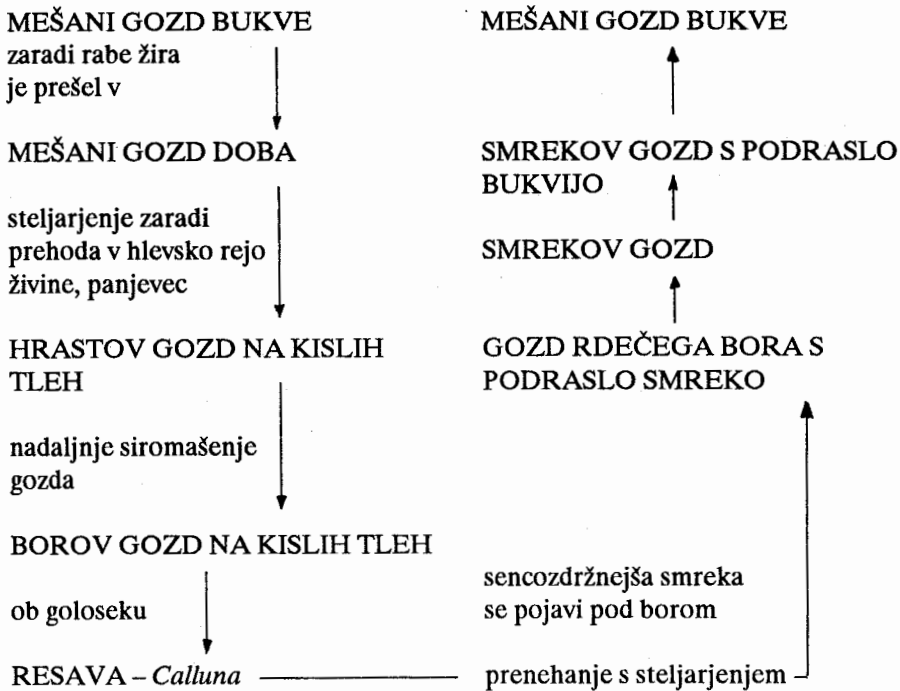 MEŠANI GOZD BUKVE
zaradi rabe žira
je prešel v
MEŠANI GOZD DOBA
steljarjenje zaradi
prehoda v hlevsko rejo
živine, panjevec
HRASTOV GOZD NA KISLIH
TLEH
nadaljnje siromašenje
gozda
BOROV GOZD NA KISLIH TLEH
ob goloseku
RESAVA – Calluna
prenehanje s steljarjenjem
sencozdržnejša smreka
se pojavi pod borom
GOZD RDEČEGA BORA S
PODRASLO SMREKO
SMREKOV GOZD
SMREKOV GOZD S PODRASLO
BUKVIJO
MEŠANI GOZD BUKVE